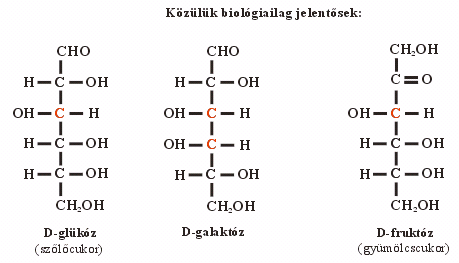 Közülük biológiailag jelentősek:
CHO CHO CH₂OH
H C OH H C OH C O
OH C H OH C H OH C H
H C OH OH C H H C OH
H C OH H C OH H C OH
CH₂OH CH₂OH CH₂OH
D-glükóz D-galaktóz D-fruktóz
(szőlőcukor) (gyümölcscukor)